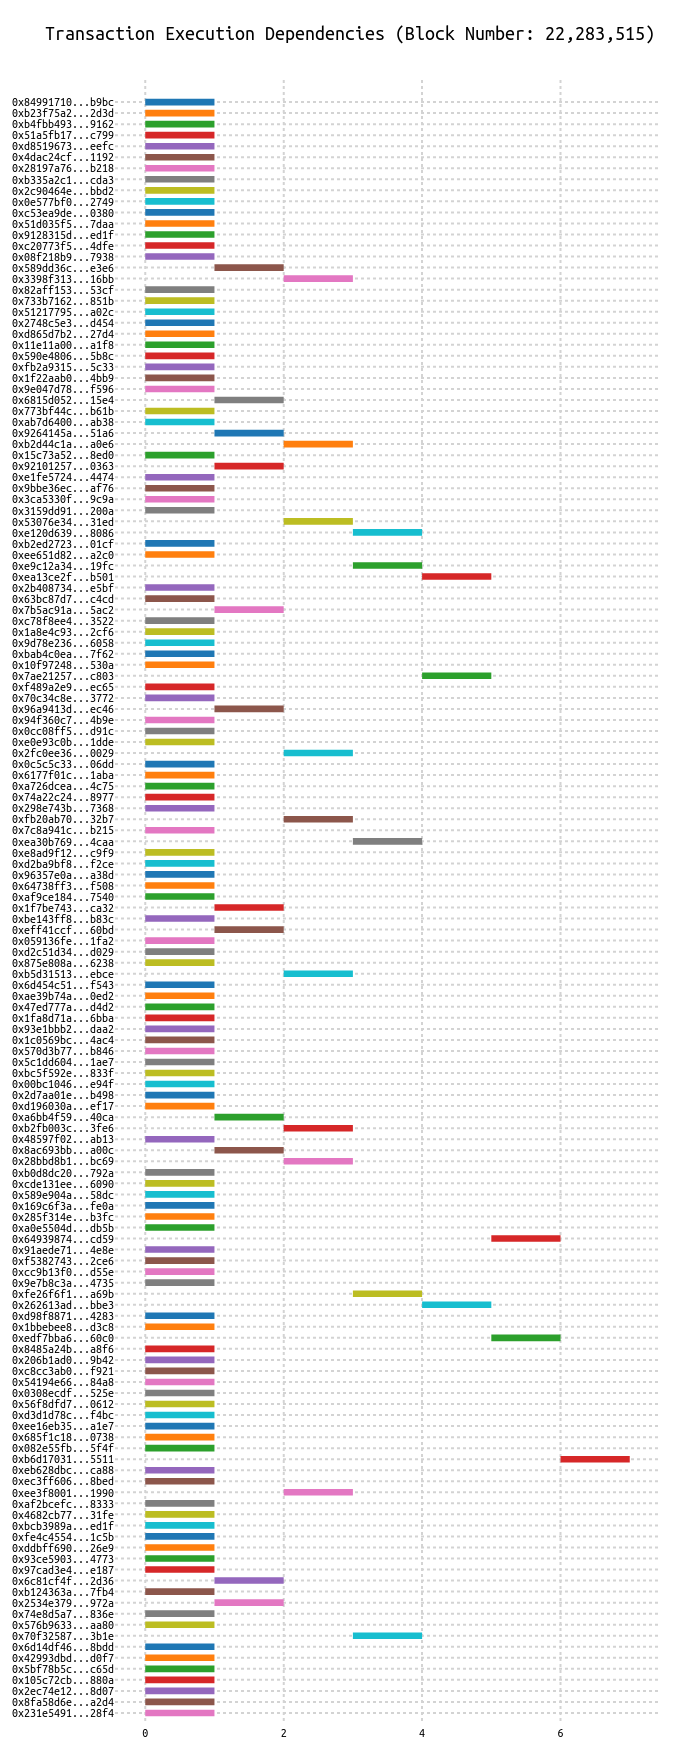 Transaction Execution Dependencies (Block Number: 22,283,515)
0x84991710...b9bc
0xb23f75a2...2d3d
0xb4fbb493...9162
0x51a5fb17...c799
0xd8519673...eefc
0x4dac24cf...1192
0x28197a76...b218
0xb335a2c1...cda3
0x2c90464e...bbd2
0x0e577bf0...2749
0xc53ea9de...0380
0x51d035f5...7daa
0x9128315d...ed1f
0xc20773f5...4dfe
0x08f218b9...7938
0x589dd36c...e3e6
0x3398f313...16bb
0x82aff153...53cf
0x733b7162...851b
0x51217795...a02c
0x2748c5e3...d454
0xd865d7b2...27d4
0x11e11a00...a1f8
0x590e4806...5b8c
0xfb2a9315...5c33
0x1f22aab0...4bb9
0x9e047d78...f596
0x6815d052...15e4
0x773bf44c...b61b
0xab7d6400...ab38
0x9264145a...51a6
0xb2d44c1a...a0e6
0x15c73a52...8ed0
0x92101257...0363
0xe1fe5724...4474
0x9bbe36ec...af76
0x3ca5330f...9c9a
0x3159dd91...200a
0x53076e34...31ed
0xe120d639...8086
0xb2ed2723...01cf
0xee651d82...a2c0
0xe9c12a34...19fc
0xea13ce2f...b501
0x2b408734...e5bf
0x63bc87d7...c4cd
0x7b5ac91a...5ac2
0xc78f8ee4...3522
0x1a8e4c93...2cf6
0x9d78e236...6058
0xbab4c0ea...7f62
0x10f97248...530a
0x7ae21257...c803
0xf489a2e9...ec65
0x70c34c8e...3772
0x96a9413d...ec46
0x94f360c7...4b9e
0x0cc08ff5...d91c
0xe0e93c0b...1dde
0x2fc0ee36...0029
0x0c5c5c33...06dd
0x6177f01c...1aba
0xa726dcea...4c75
0x74a22c24...8977
0x298e743b...7368
0xfb20ab70...32b7
0x7c8a941c...b215
0xea30b769...4caa
0xe8ad9f12...c9f9
0xd2ba9bf8...f2ce
0x96357e0a...a38d
0x64738ff3...f508
0xaf9ce184...7540
0x1f7be743...ca32
0xbe143ff8...b83c
0xeff41ccf...60bd
0x059136fe...1fa2
0xd2c51d34...d029
0x875e808a...6238
0xb5d31513...ebce
0x6d454c51...f543
0xae39b74a...0ed2
0x47ed777a...d4d2
0x1fa8d71a...6bba
0x93e1bbb2...daa2
0x1c0569bc...4ac4
0x570d3b77...b846
0x5c1dd604...1ae7
0xbc5f592e...833f
0x00bc1046...e94f
0x2d7aa01e...b498
0xd196030a...ef17
0xa6bb4f59...40ca
0xb2fb003c...3fe6
0x48597f02...ab13
0x8ac693bb...a00c
0x28bbd8b1...bc69
0xb0d8dc20...792a
0xcde131ee...6090
0x589e904a...58dc
0x169c6f3a...fe0a
0x285f314e...b3fc
0xa0e5504d...db5b
0x64939874...cd59
0x91aede71...4e8e
0xf5382743...2ce6
0xcc9b13f0...d55e
0x9e7b8c3a...4735
0xfe26f6f1...a69b
0x262613ad...bbe3
0xd98f8871...4283
0x1bbebee8...d3c8
0xedf7bba6...60c0
0x8485a24b...a8f6
0x206b1ad0...9b42
0xc8cc3ab0...f921
0x54194e66...84a8
0x0308ecdf...525e
0x56f8dfd7...0612
0xd3d1d78c...f4bc
0xee16eb35...a1e7
0x685f1c18...0738
0x082e55fb...5f4f
0xb6d17031...5511
0xeb628dbc...ca88
0xec3ff606...8bed
0xee3f8001...1990
0xaf2bcefc...8333
0x4682cb77...31fe
0xbcb3989a...ed1f
0xfe4c4554...1c5b
0xddbff690...26e9
0x93ce5903...4773
0x97cad3e4...e187
0x6c81cf4f...2d36
0xb124363a...7fb4
0x2534e379...972a
0x74e8d5a7...836e
0x576b9633...aa80
0x70f32587...3b1e
0x6d14df46...8bdd
0x42993dbd...d0f7
0x5bf78b5c...c65d
0x105c72cb...880a
0x2ec74e12...8d07
0x8fa58d6e...a2d4
0x231e5491...28f4
0 2 4 6